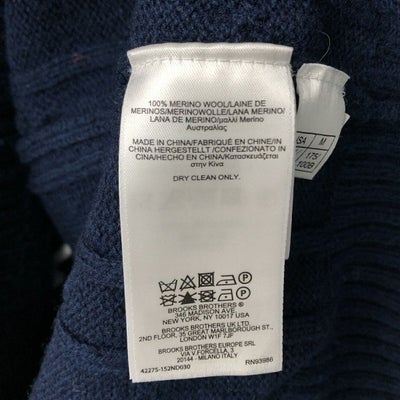 100% MERINO WOOL/LAINE DE
MERINOS/MERINOWOLLE/LANA MERINO/
LANA DE MERINO/μαλλί Merino
Αυστραλίας
MADE IN CHINA/FABRIQUÉ EN CHINE/IN
CHINA HERGESTELLT /CONFEZIONATO IN
CINA/HECHO EN CHINA/Κατασκευάζεται
στην Κίνα
DRY CLEAN ONLY.
P P
BROOKS BROTHERS ®
346 MADISON AVE.
NEW YORK, NY 10017 USA
BROOKS BROTHERS UK LTD.
2ND FLOOR, 35 GREAT MARLBOROUGH ST.,
LONDON W1F 7JF
BROOKS BROTHERS EUROPE SRL
VIA V.FORCELLA, 3
20144 - MILANO ITALY
42275-152ND030 RN93986
M
175/
100B